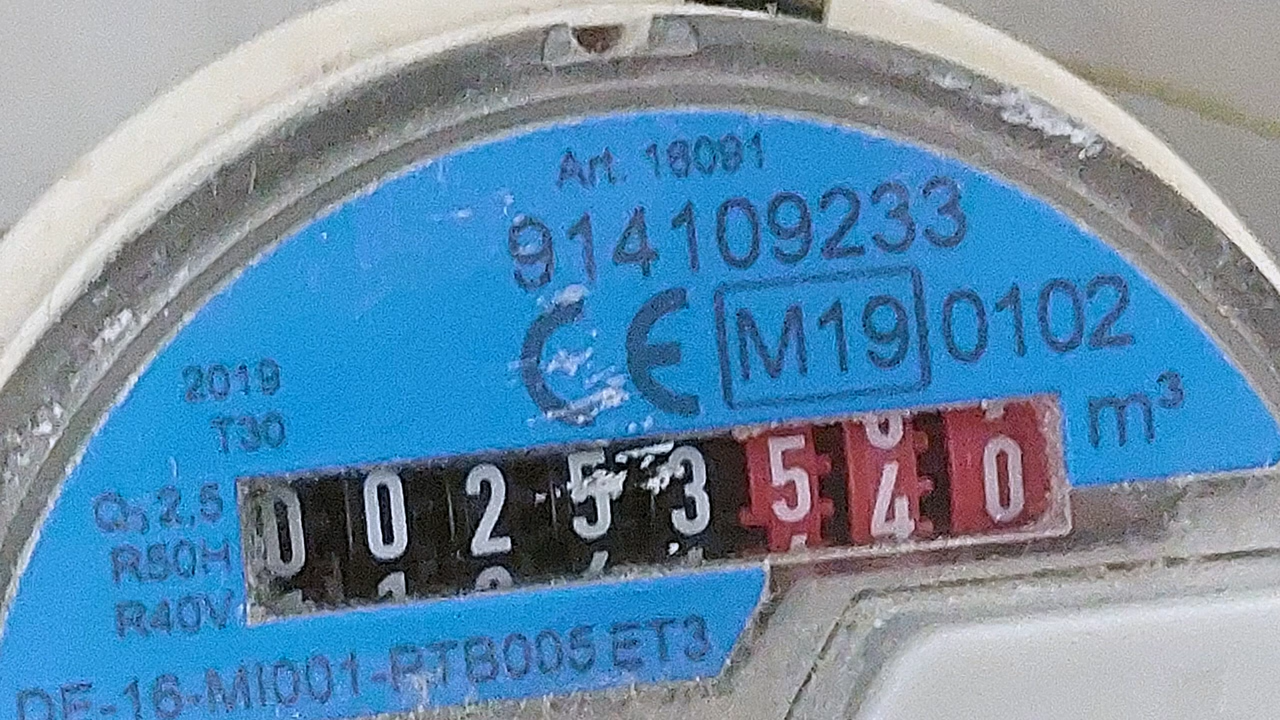 Art. 18091
914109233
CE M19 0102
2019
T30
m³
00253540
Q₃ 2,5
R80H
R40V
DE-16-MI001-PTB005 ET3